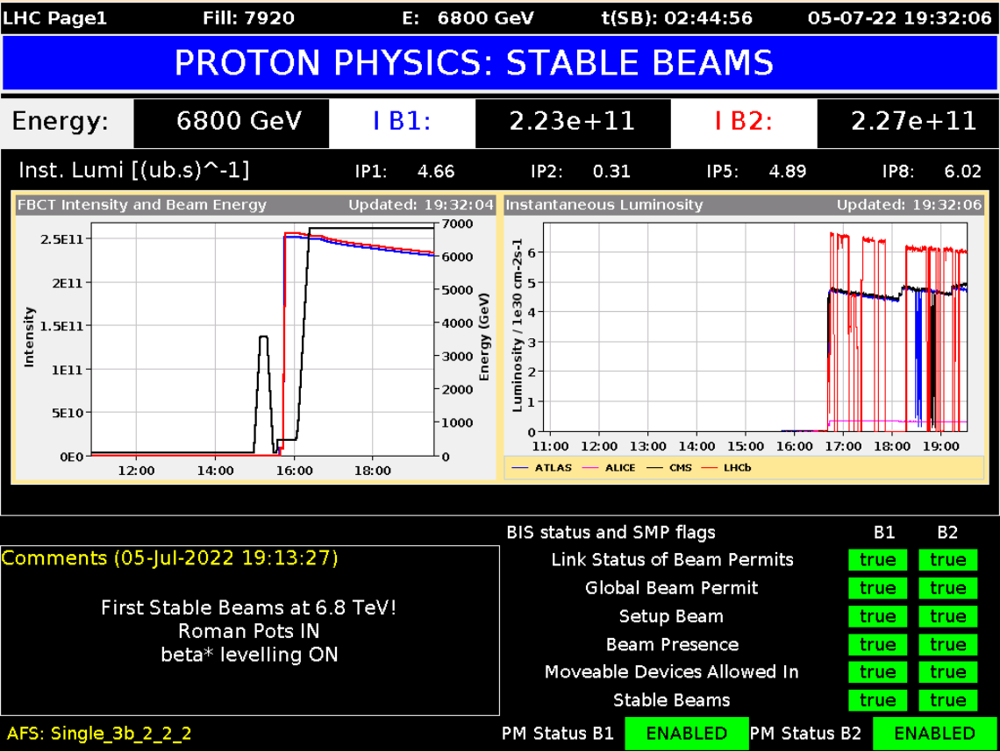 LHC Page1 Fill: 7920 E: 6800 GeV t(SB): 02:44:56 05-07-22 19:32:06
PROTON PHYSICS: STABLE BEAMS
Energy: 6800 GeV I B1: 2.23e+11 I B2: 2.27e+11
Inst. Lumi [(ub.s)^-1] IP1: 4.66 IP2: 0.31 IP5: 4.89 IP8: 6.02
FBCT Intensity and Beam Energy Updated: 19:32:04
Intensity
2.5E11
2E11
1.5E11
1E11
5E10
0E0
7000
6000
5000
4000
3000
2000
1000
0
Energy (GeV)
12:00 14:00 16:00 18:00
Instantaneous Luminosity Updated: 19:32:06
Luminosity / 1e30 cm-2s-1
6
5
4
3
2
1
0
11:00 12:00 13:00 14:00 15:00 16:00 17:00 18:00 19:00
ATLAS ALICE CMS LHCb
Comments (05-Jul-2022 19:13:27)
First Stable Beams at 6.8 TeV!
Roman Pots IN
beta* levelling ON
BIS status and SMP flags B1 B2
Link Status of Beam Permits true true
Global Beam Permit true true
Setup Beam true true
Beam Presence true true
Moveable Devices Allowed In true true
Stable Beams true true
AFS: Single_3b_2_2_2 PM Status B1 ENABLED PM Status B2 ENABLED